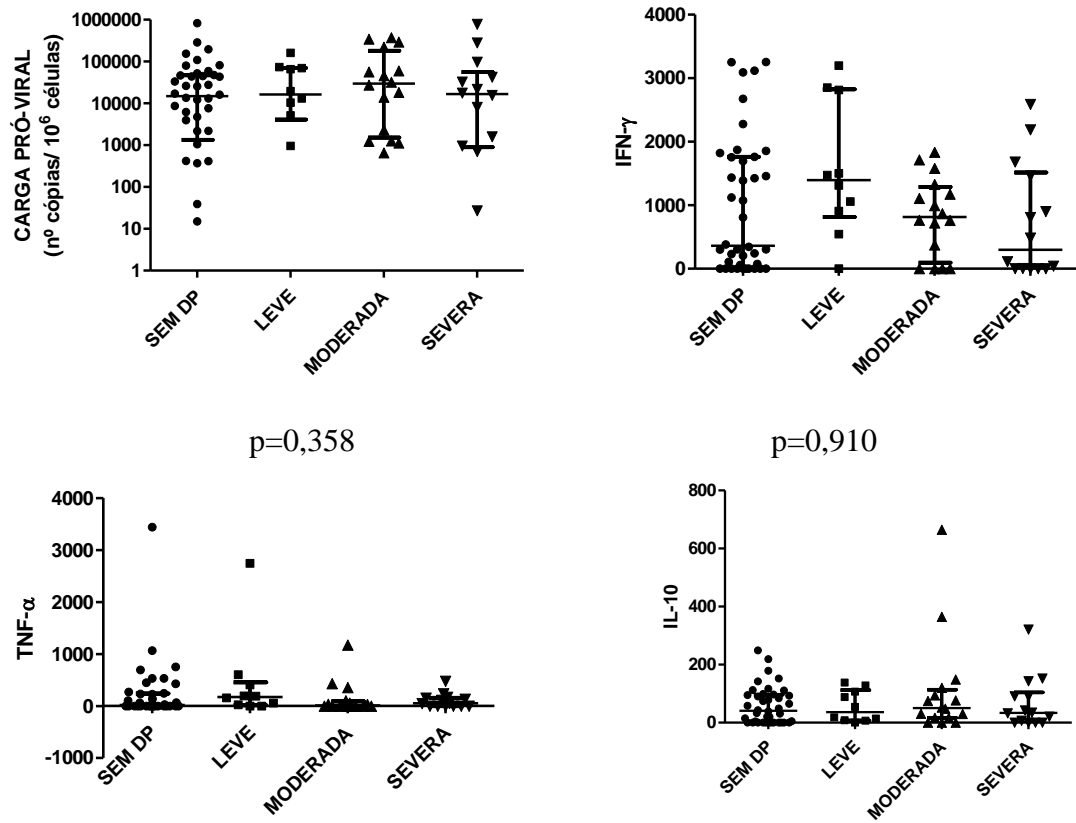 CARGA PRÓ-VIRAL
(nº cópias/ 10⁶ células)
1000000
100000
10000
1000
100
10
1
SEM DP
LEVE
MODERADA
SEVERA
IFN-γ
4000
3000
2000
1000
0
SEM DP
LEVE
MODERADA
SEVERA
p=0,358
p=0,910
TNF-α
4000
3000
2000
1000
0
-1000
SEM DP
LEVE
MODERADA
SEVERA
IL-10
800
600
400
200
0
SEM DP
LEVE
MODERADA
SEVERA